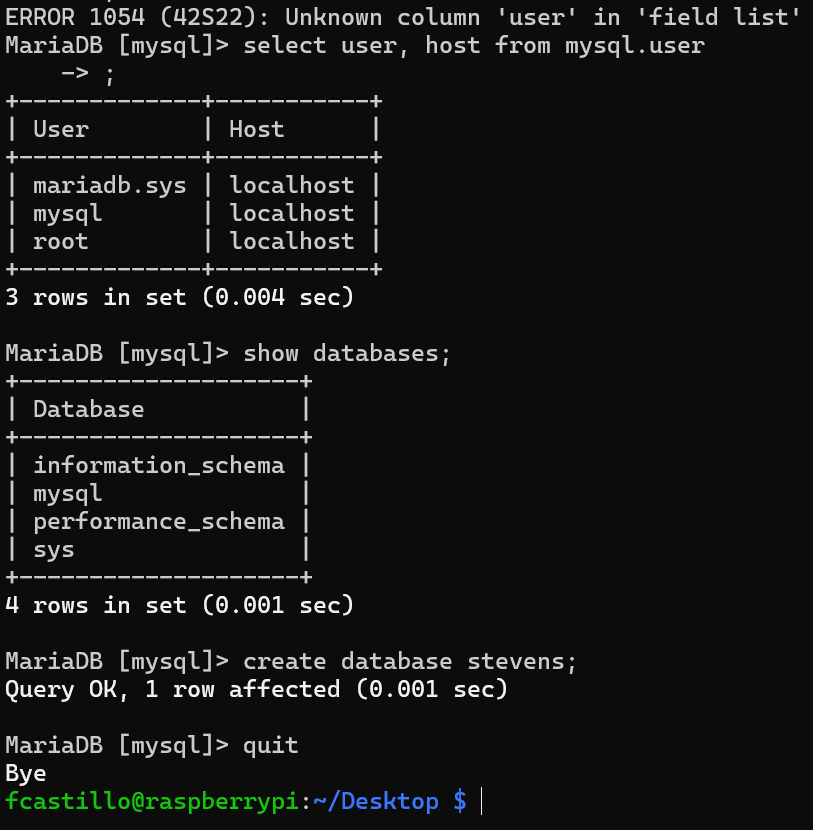 ERROR 1054 (42S22): Unknown column 'user' in 'field list'
MariaDB [mysql]> select user, host from mysql.user
    -> ;
+-------------+-----------+
| User        | Host      |
+-------------+-----------+
| mariadb.sys | localhost |
| mysql       | localhost |
| root        | localhost |
+-------------+-----------+
3 rows in set (0.004 sec)

MariaDB [mysql]> show databases;
+--------------------+
| Database           |
+--------------------+
| information_schema |
| mysql              |
| performance_schema |
| sys                |
+--------------------+
4 rows in set (0.001 sec)

MariaDB [mysql]> create database stevens;
Query OK, 1 row affected (0.001 sec)

MariaDB [mysql]> quit
Bye
fcastillo@raspberrypi:~/Desktop $